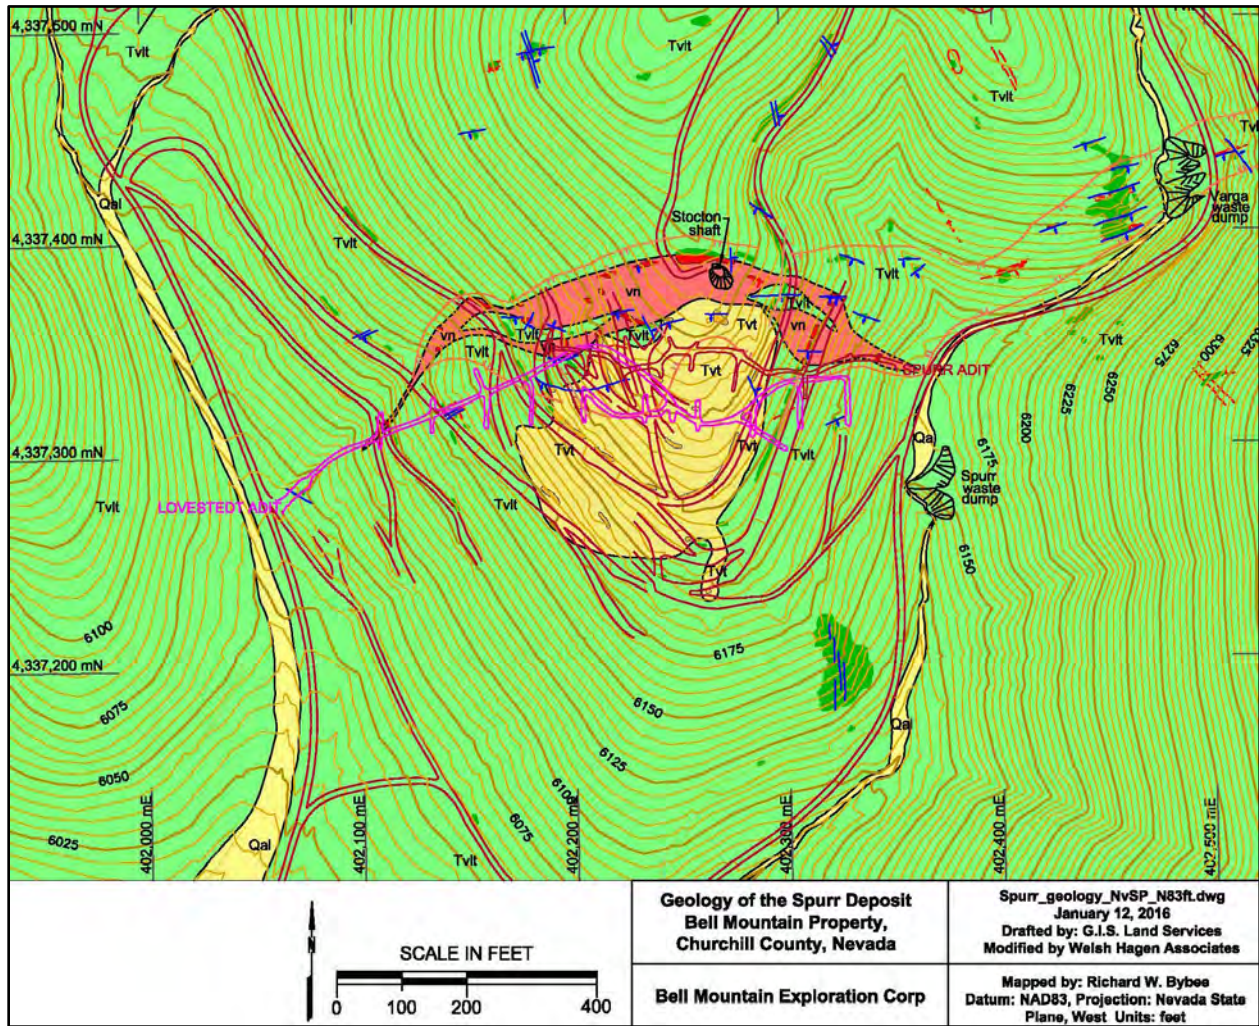 4,337,500 mN
Tvlt
Tvlt
Tvlt
Tvlt
Tvlt
Qal
Varga
waste
dump
4,337,400 mN
Tvlt
Stocton
shaft
Tvlt
vn
Tvlt
vn
Tvlt
Tvlt
Tvlt
Tvt
vn
Tvlt
6275
6300
6250
6225
6200
6175
Tvt
SPURR ADIT
Qal
4,337,300 mN
Tvt
Tvt
Tvlt
Spurr
waste
dump
Tvlt
LOVESTEDT ADIT
Tvlt
6150
Tvt
6100
4,337,200 mN
6175
6150
6075
Qal
6125
6050
6100
6075
6025
Qal
Tvlt
402,000 mE
402,100 mE
402,200 mE
402,300 mE
402,400 mE
402,500 mE
N
SCALE IN FEET
0 100 200 400
Geology of the Spurr Deposit
Bell Mountain Property,
Churchill County, Nevada
Bell Mountain Exploration Corp
Spurr_geology_NvSP_N83ft.dwg
January 12, 2016
Drafted by: G.I.S. Land Services
Modified by Welsh Hagen Associates
Mapped by: Richard W. Bybee
Datum: NAD83, Projection: Nevada State
Plane, West Units: feet